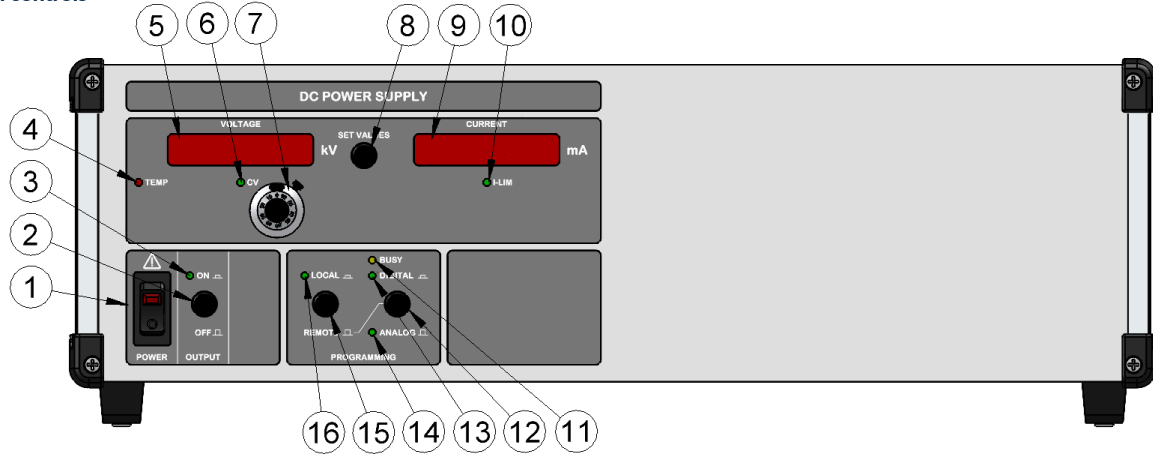 5 6 7 8 9 10
DC POWER SUPPLY
VOLTAGE CURRENT
SET VALUES
kV mA
4
TEMP CV I-LIM
3
2
1
BUSY
ON LOCAL DIGITAL
OFF REMOTE ANALOG
POWER OUTPUT PROGRAMMING
16 15 14 13 12 11